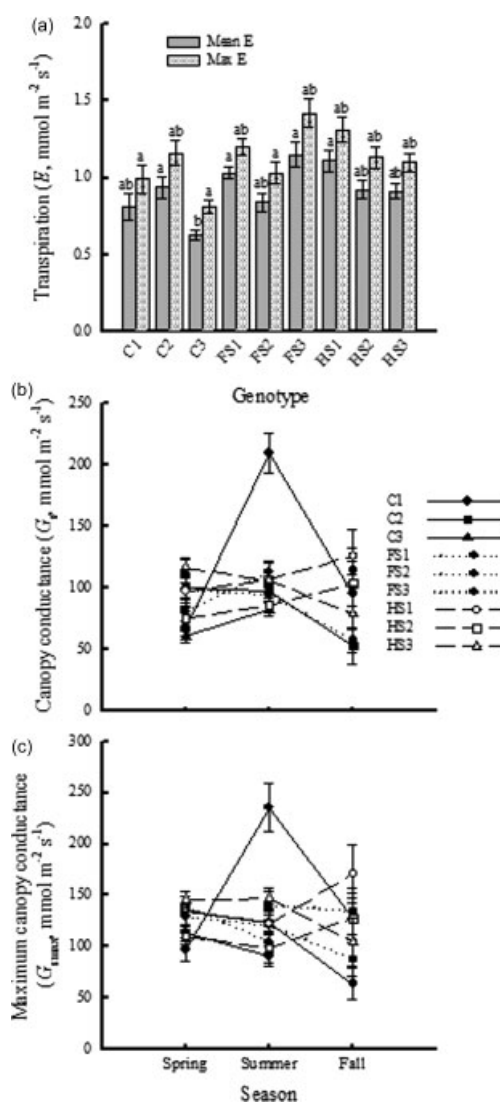 (a)
2.0
1.5
1.0
0.5
0.0
Transpiration (E, mmol m⁻² s⁻¹)
Mean E
Max E
ab a a ab b a a a ab a a ab a ab ab ab ab ab
C1 C2 C3 FS1 FS2 FS3 HS1 HS2 HS3
Genotype
(b)
250
200
150
100
50
0
Canopy conductance (
mmol m⁻² s⁻¹)
C1
C2
C3
FS1
FS2
FS3
HS1
HS2
HS3
(c)
300
250
200
150
100
50
0
Maximum canopy conductance
mmol m⁻² s⁻¹)
Spring Summer Fall
Season